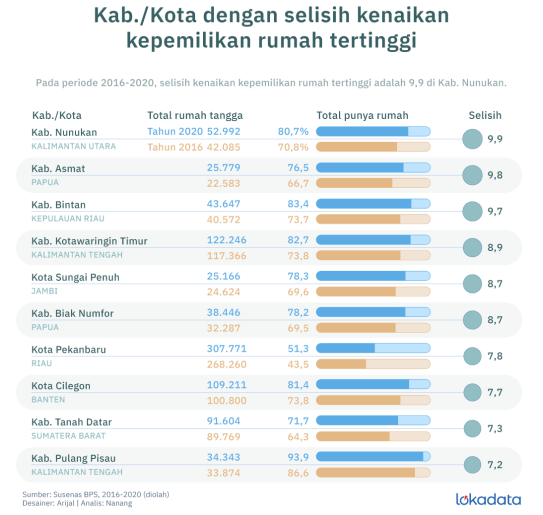 Kab./Kota dengan selisih kenaikan
kepemilikan rumah tertinggi
Pada periode 2016-2020, selisih kenaikan kepemilikan rumah tertinggi adalah 9,9 di Kab. Nunukan.
Kab./Kota Total rumah tangga Total punya rumah Selisih
Kab. Nunukan Tahun 2020 52.992 80,7%
KALIMANTAN UTARA Tahun 2016 42.085 70,8%
9,9
Kab. Asmat 25.779 76,5
PAPUA 22.583 66,7
9,8
Kab. Bintan 43.647 83,4
KEPULAUAN RIAU 40.572 73,7
9,7
Kab. Kotawaringin Timur 122.246 82,7
KALIMANTAN TENGAH 117.366 73,8
8,9
Kota Sungai Penuh 25.166 78,3
JAMBI 24.624 69,6
8,7
Kab. Biak Numfor 38.446 78,2
PAPUA 32.287 69,5
8,7
Kota Pekanbaru 307.771 51,3
RIAU 268.260 43,5
7,8
Kota Cilegon 109.211 81,4
BANTEN 100.800 73,8
7,7
Kab. Tanah Datar 91.604 71,7
SUMATERA BARAT 89.769 64,3
7,3
Kab. Pulang Pisau 34.343 93,9
KALIMANTAN TENGAH 33.874 86,6
7,2
Sumber: Susenas BPS, 2016-2020 (diolah)
Desainer: Arijal | Analis: Nanang
lokadata